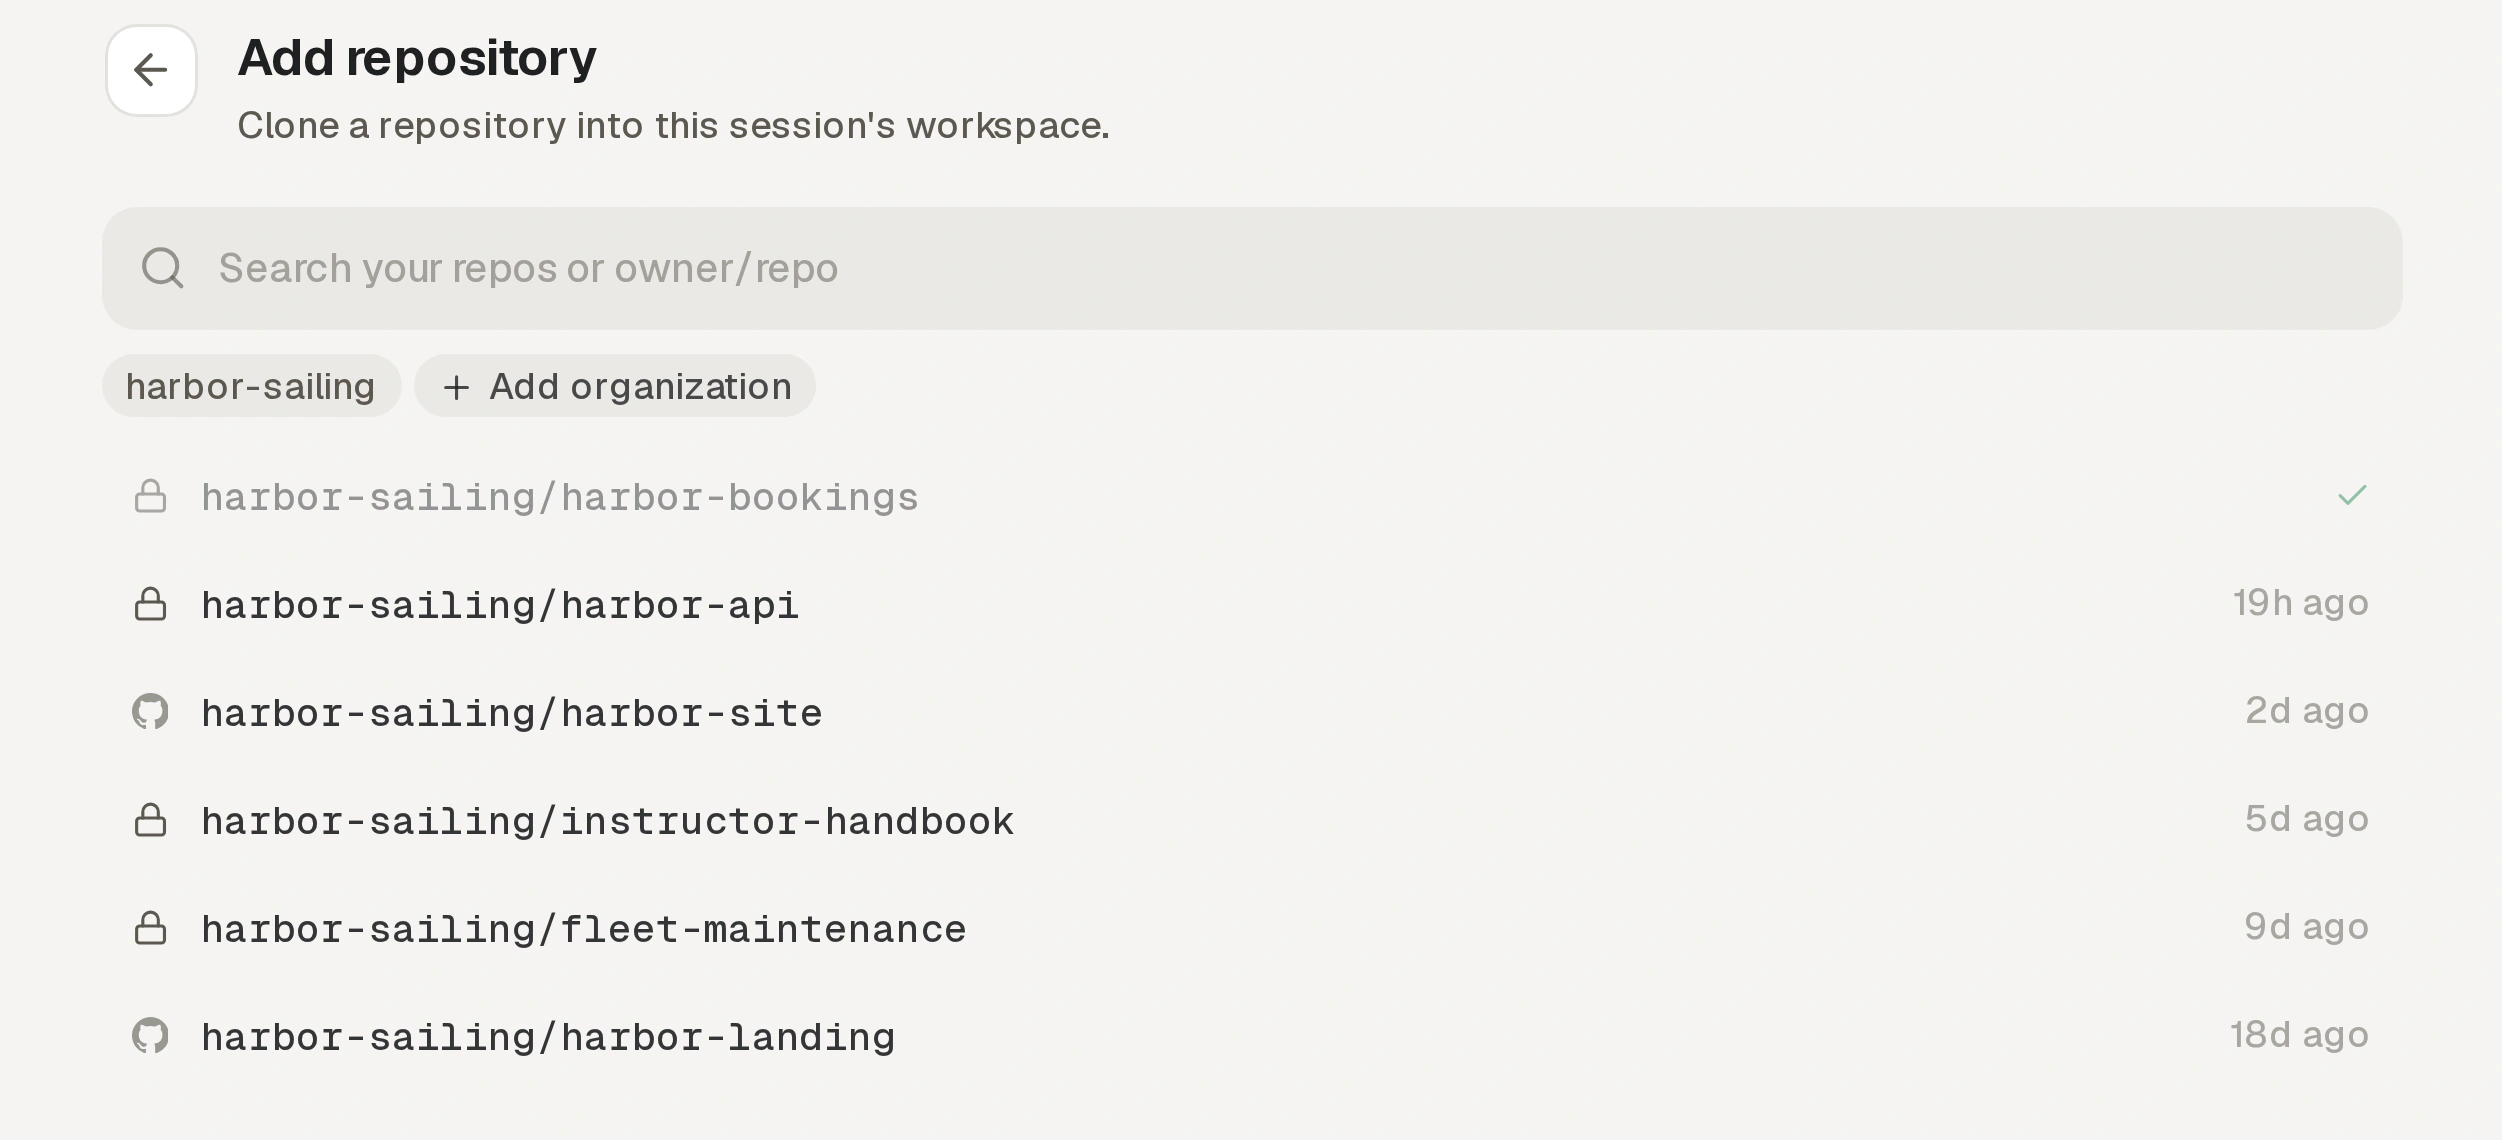 Add repository
Clone a repository into this session's workspace.
Search your repos or owner/repo
harbor-sailing
Add organization
harbor-sailing/harbor-bookings
harbor-sailing/harbor-api 19h ago
harbor-sailing/harbor-site 2d ago
harbor-sailing/instructor-handbook 5d ago
harbor-sailing/fleet-maintenance 9d ago
harbor-sailing/harbor-landing 18d ago